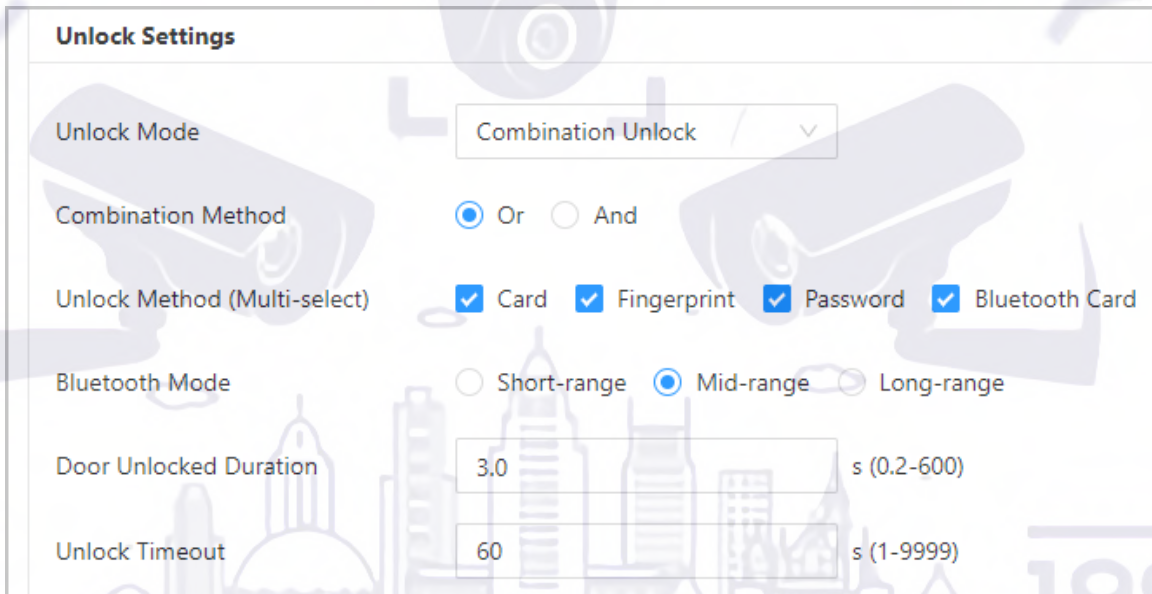 Unlock Settings
Unlock Mode Combination Unlock
Combination Method Or And
Unlock Method (Multi-select) Card Fingerprint Password Bluetooth Card
Bluetooth Mode Short-range Mid-range Long-range
Door Unlocked Duration 3.0 s (0.2-600)
Unlock Timeout 60 s (1-9999)